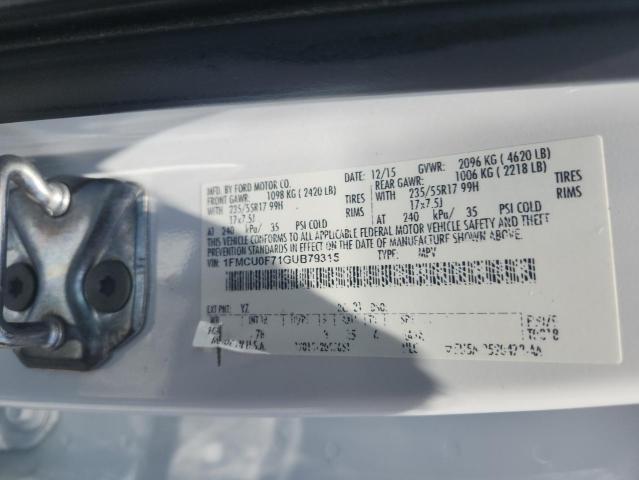 MFD. BY FORD MOTOR CO.
DATE: 12/15 GVWR: 2096 KG ( 4620 LB)
FRONT GAWR: 1098 KG ( 2420 LB)
REAR GAWR: 1006 KG ( 2218 LB)
WITH 235/55R17 99H TIRES
WITH 235/55R17 99H TIRES
17x7.5J RIMS
17x7.5J RIMS
AT 240 kPa/ 35 PSI COLD
AT 240 kPa/ 35 PSI COLD
THIS VEHICLE CONFORMS TO ALL APPLICABLE FEDERAL MOTOR VEHICLE SAFETY AND THEFT
PREVENTION STANDARDS IN EFFECT ON THE DATE OF MANUFACTURE SHOWN ABOVE.
VIN: 1FMCU0F71GUB79315 TYPE: MPV
EXT PNT: YZ
WB